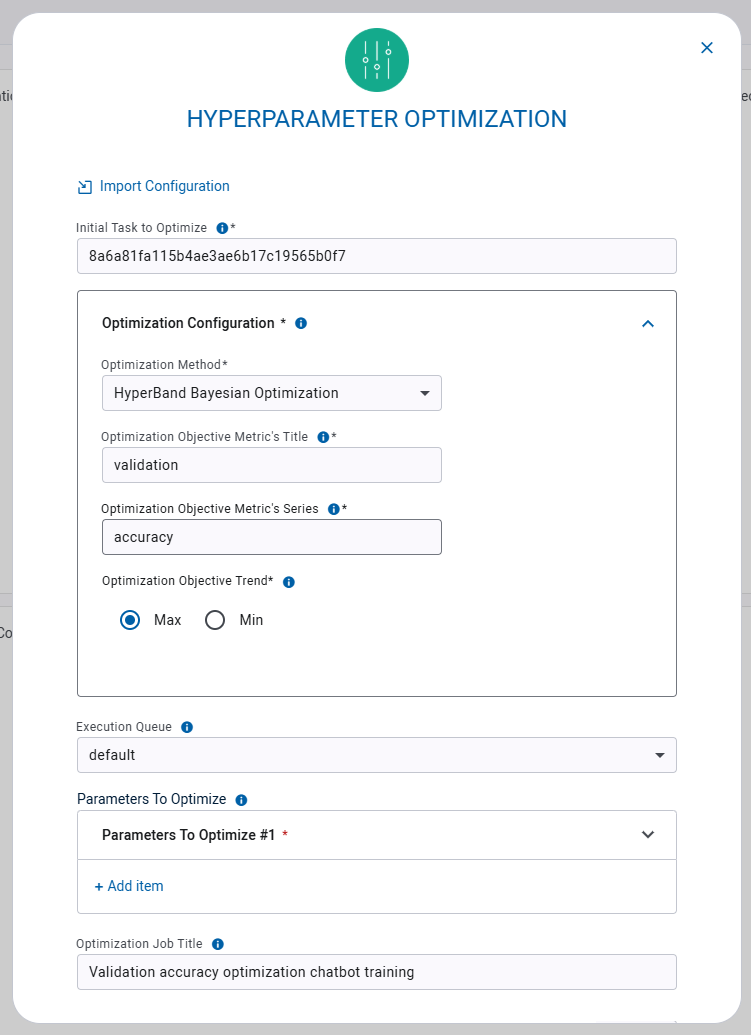 HYPERPARAMETER OPTIMIZATION
Import Configuration
Initial Task to Optimize *
8a6a81fa115b4ae3ae6b17c19565b0f7
Optimization Configuration *
Optimization Method*
HyperBand Bayesian Optimization
Optimization Objective Metric's Title *
validation
Optimization Objective Metric's Series *
accuracy
Optimization Objective Trend*
Max Min
Execution Queue
default
Parameters To Optimize
Parameters To Optimize #1 *
+ Add item
Optimization Job Title
Validation accuracy optimization chatbot training